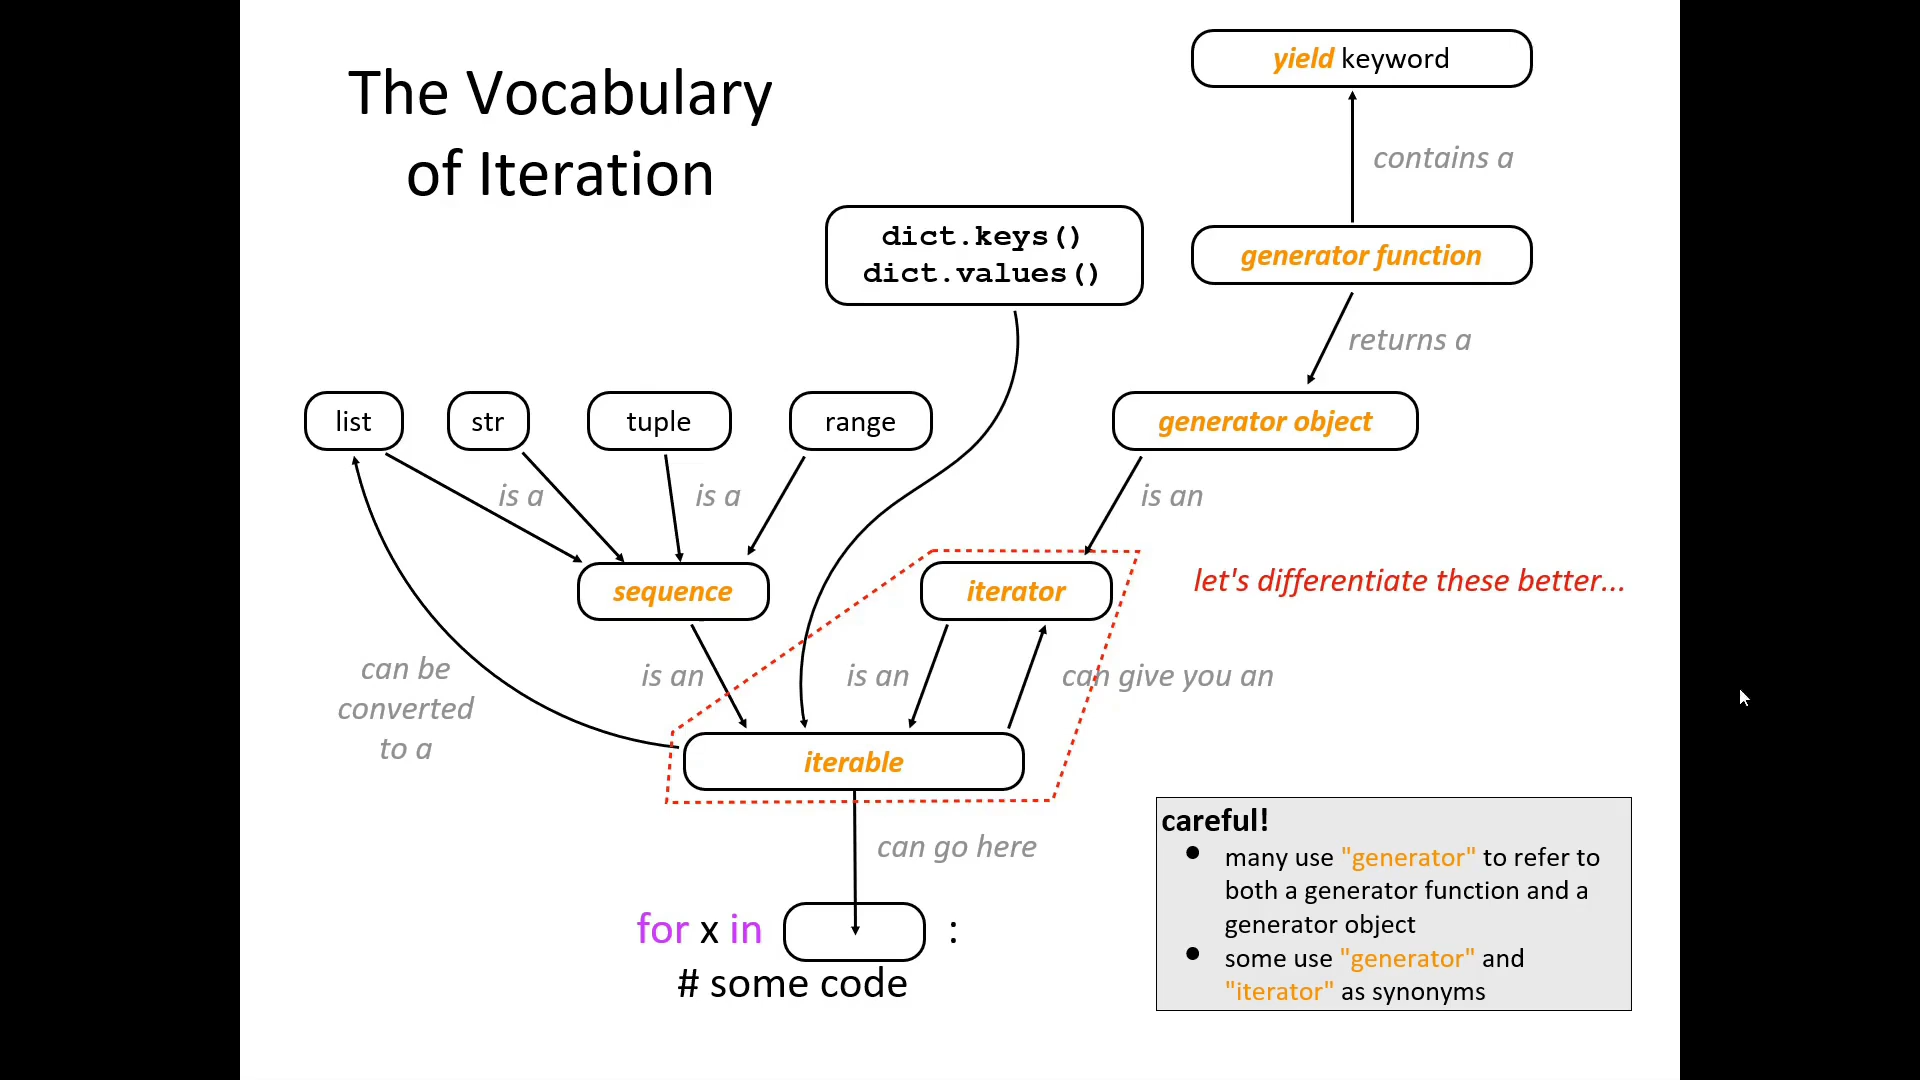 The Vocabulary
of Iteration
yield keyword
contains a
dict.keys()
dict.values()
generator function
returns a
list
str
tuple
range
generator object
is a
is a
is an
sequence
iterator
let's differentiate these better...
can be
converted
to a
is an
is an
can give you an
iterable
can go here
for x in :
# some code
careful!
● many use "generator" to refer to
both a generator function and a
generator object
● some use "generator" and
"iterator" as synonyms